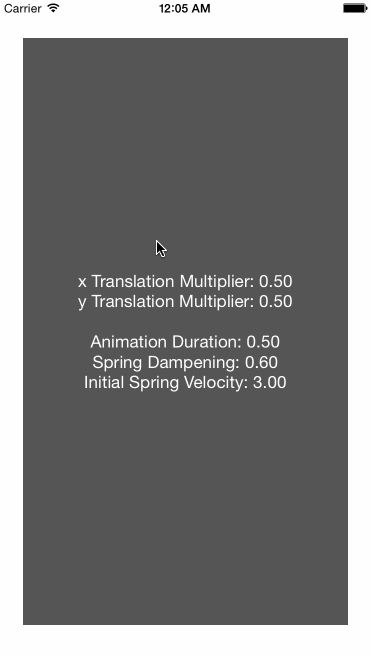 Carrier 12:05 AM
x Translation Multiplier: 0.50
y Translation Multiplier: 0.50
Animation Duration: 0.50
Spring Dampening: 0.60
Initial Spring Velocity: 3.00